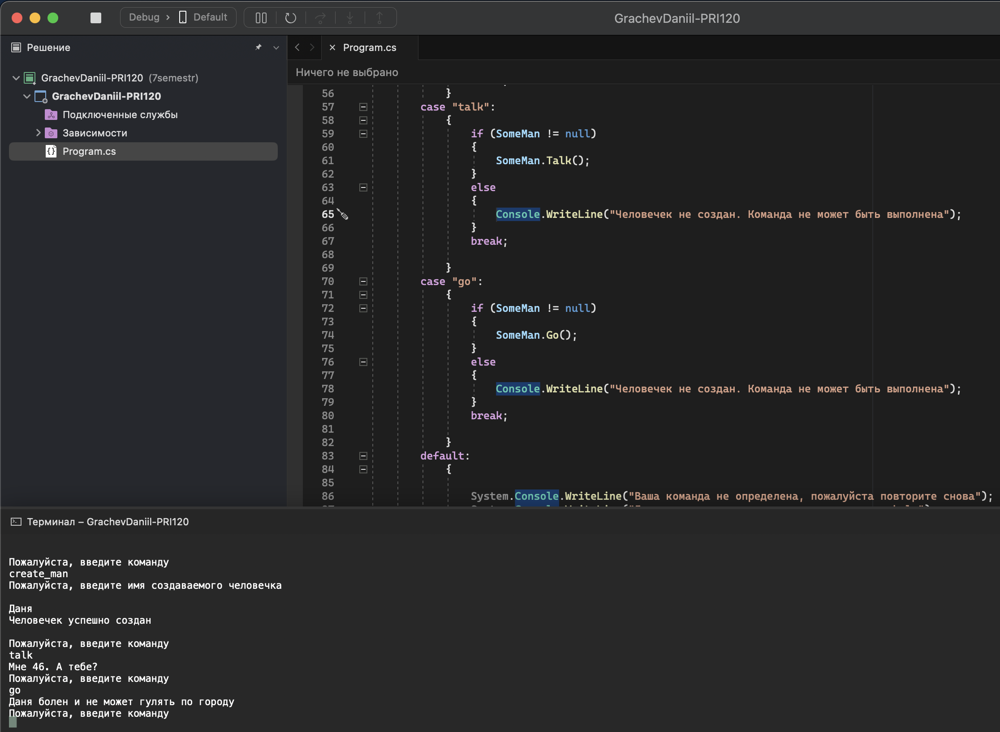 Debug › Default
GrachevDaniil-PRI120
Решение
GrachevDaniil-PRI120 (7semestr)
GrachevDaniil-PRI120
Подключенные службы
Зависимости
Program.cs
Program.cs
Ничего не выбрано
56 }
57 case "talk":
58 {
59 if (SomeMan != null)
60 {
61 SomeMan.Talk();
62 }
63 else
64 {
65 Console.WriteLine("Человечек не создан. Команда не может быть выполнена");
66 }
67 break;
68
69 }
70 case "go":
71 {
72 if (SomeMan != null)
73 {
74 SomeMan.Go();
75 }
76 else
77 {
78 Console.WriteLine("Человечек не создан. Команда не может быть выполнена");
79 }
80 break;
81
82 }
83 default:
84 {
85
86 System.Console.WriteLine("Ваша команда не определена, пожалуйста повторите снова");
Терминал – GrachevDaniil-PRI120
Пожалуйста, введите команду
create_man
Пожалуйста, введите имя создаваемого человечка
Даня
Человечек успешно создан
Пожалуйста, введите команду
talk
Мне 46. А тебе?
Пожалуйста, введите команду
go
Даня болен и не может гулять по городу
Пожалуйста, введите команду